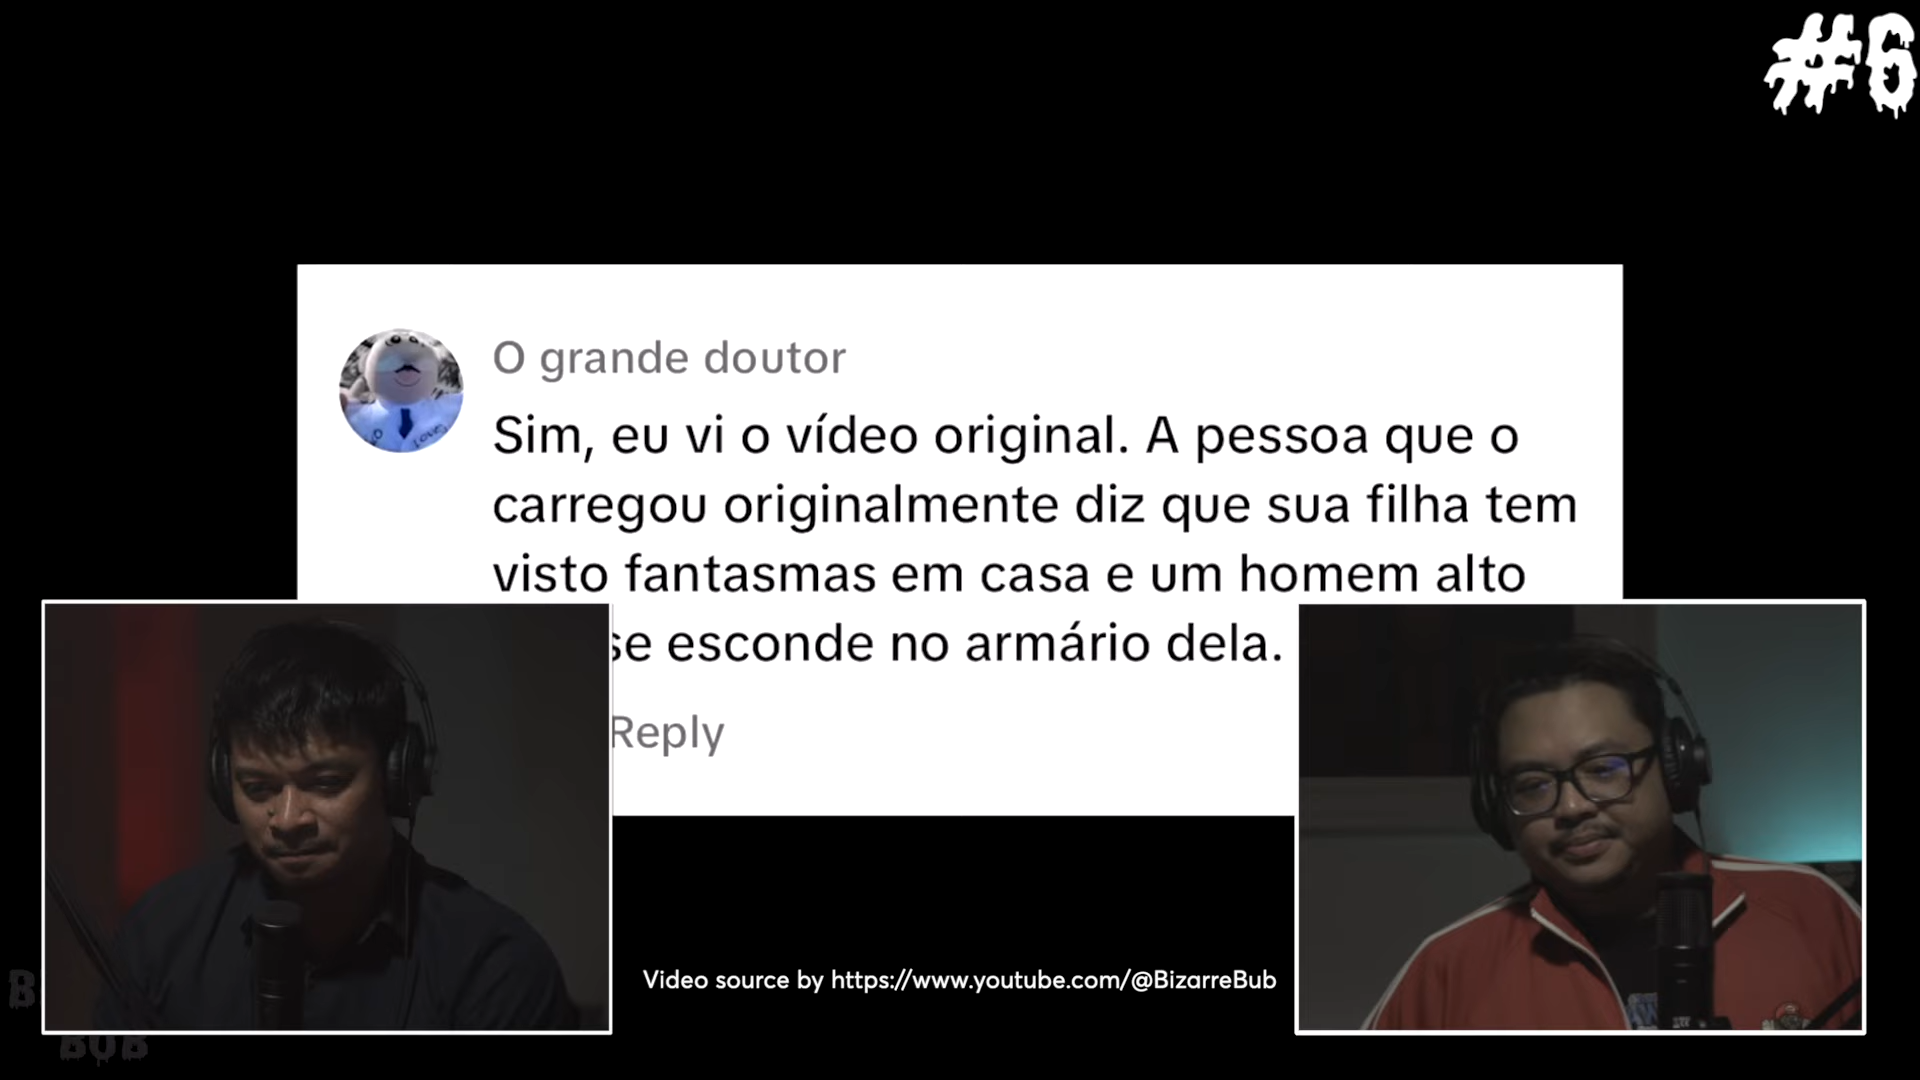 #6
O grande doutor
Sim, eu vi o vídeo original. A pessoa que o
carregou originalmente diz que sua filha tem
visto fantasmas em casa e um homem alto
se esconde no armário dela.
Reply
Video source by https://www.youtube.com/@BizarreBub
BUB